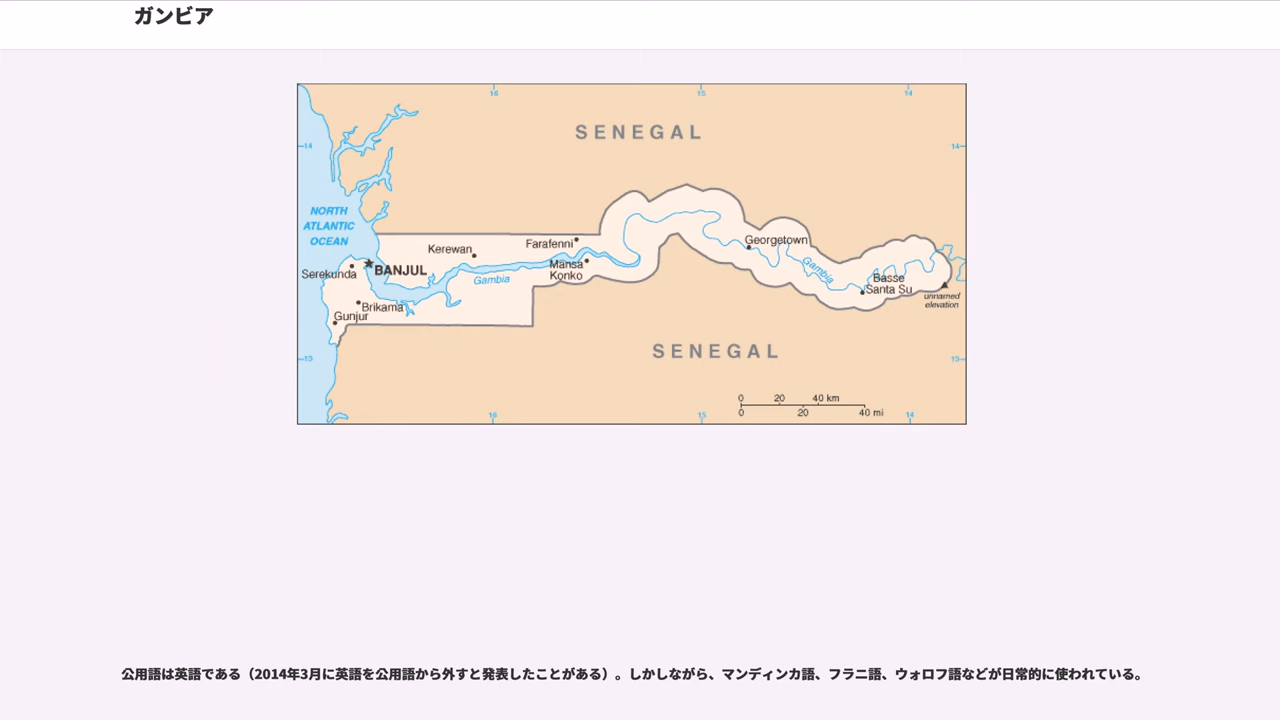 ガンビア
16
15
14
SENEGAL
14
14
NORTH
ATLANTIC
OCEAN
Kerewan
Farafenni
Georgetown
Serekunda
BANJUL
Mansa
Konko
Gambia
Gambia
Basse
Santa Su
unnamed
elevation
Brikama
Gunjur
SENEGAL
13
13
0 20 40 km
0 20 40 mi
16
15
14
公用語は英語である（2014年3月に英語を公用語から外すと発表したことがある）。しかしながら、マンディンカ語、フラニ語、ウォロフ語などが日常的に使われている。